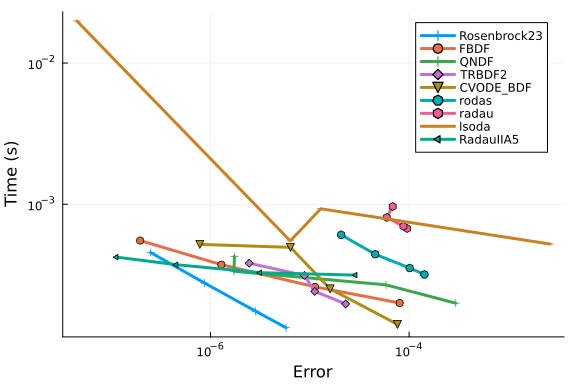 Time (s)
10⁻²
10⁻³
10⁻⁶
10⁻⁴
Error
Rosenbrock23
FBDF
QNDF
TRBDF2
CVODE_BDF
rodas
radau
lsoda
RadauIIA5